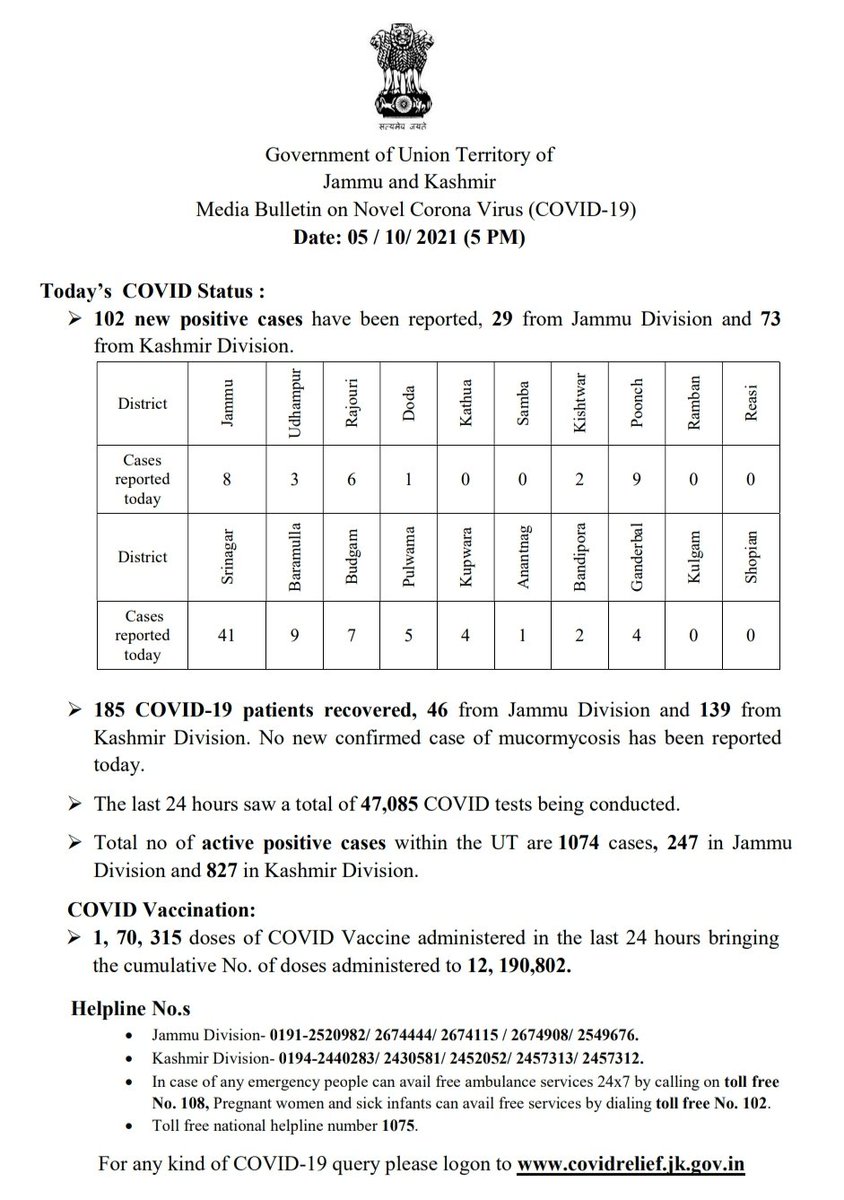 सत्यमेव जयते
Government of Union Territory of
Jammu and Kashmir
Media Bulletin on Novel Corona Virus (COVID-19)
Date: 05 / 10/ 2021 (5 PM)
Today’s COVID Status :
➢ 102 new positive cases have been reported, 29 from Jammu Division and 73
from Kashmir Division.
District Jammu Udhampur Rajouri Doda Kathua Samba Kishtwar Poonch Ramban Reasi
Cases
reported
today 8 3 6 1 0 0 2 9 0 0
District Srinagar Baramulla Budgam Pulwama Kupwara Anantnag Bandipora Ganderbal Kulgam Shopian
Cases
reported
today 41 9 7 5 4 1 2 4 0 0
➢ 185 COVID-19 patients recovered, 46 from Jammu Division and 139 from
Kashmir Division. No new confirmed case of mucormycosis has been reported
today.
➢ The last 24 hours saw a total of 47,085 COVID tests being conducted.
➢ Total no of active positive cases within the UT are 1074 cases, 247 in Jammu
Division and 827 in Kashmir Division.
COVID Vaccination:
➢ 1, 70, 315 doses of COVID Vaccine administered in the last 24 hours bringing
the cumulative No. of doses administered to 12, 190,802.
Helpline No.s
• Jammu Division- 0191-2520982/ 2674444/ 2674115 / 2674908/ 2549676.
• Kashmir Division- 0194-2440283/ 2430581/ 2452052/ 2457313/ 2457312.
• In case of any emergency people can avail free ambulance services 24x7 by calling on toll free
No. 108, Pregnant women and sick infants can avail free services by dialing toll free No. 102.
• Toll free national helpline number 1075.
For any kind of COVID-19 query please logon to www.covidrelief.jk.gov.in